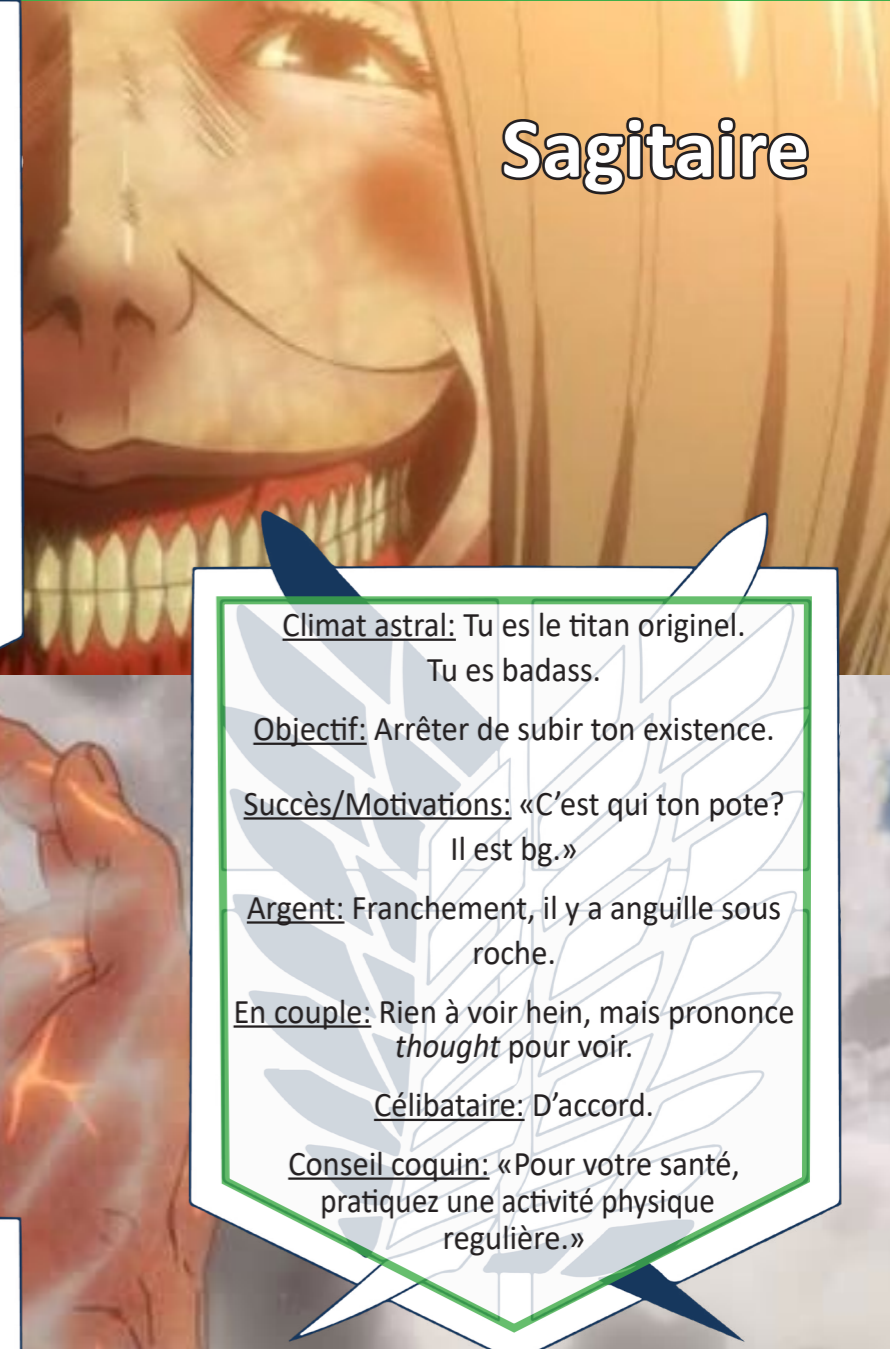 Sagitaire
Climat astral: Tu es le titan originel.
Tu es badass.
Objectif: Arrêter de subir ton existence.
Succès/Motivations: «C’est qui ton pote?
Il est bg.»
Argent: Franchement, il y a anguille sous
roche.
En couple: Rien à voir hein, mais prononce
thought pour voir.
Célibataire: D’accord.
Conseil coquin: «Pour votre santé,
pratiquez une activité physique
regulière.»